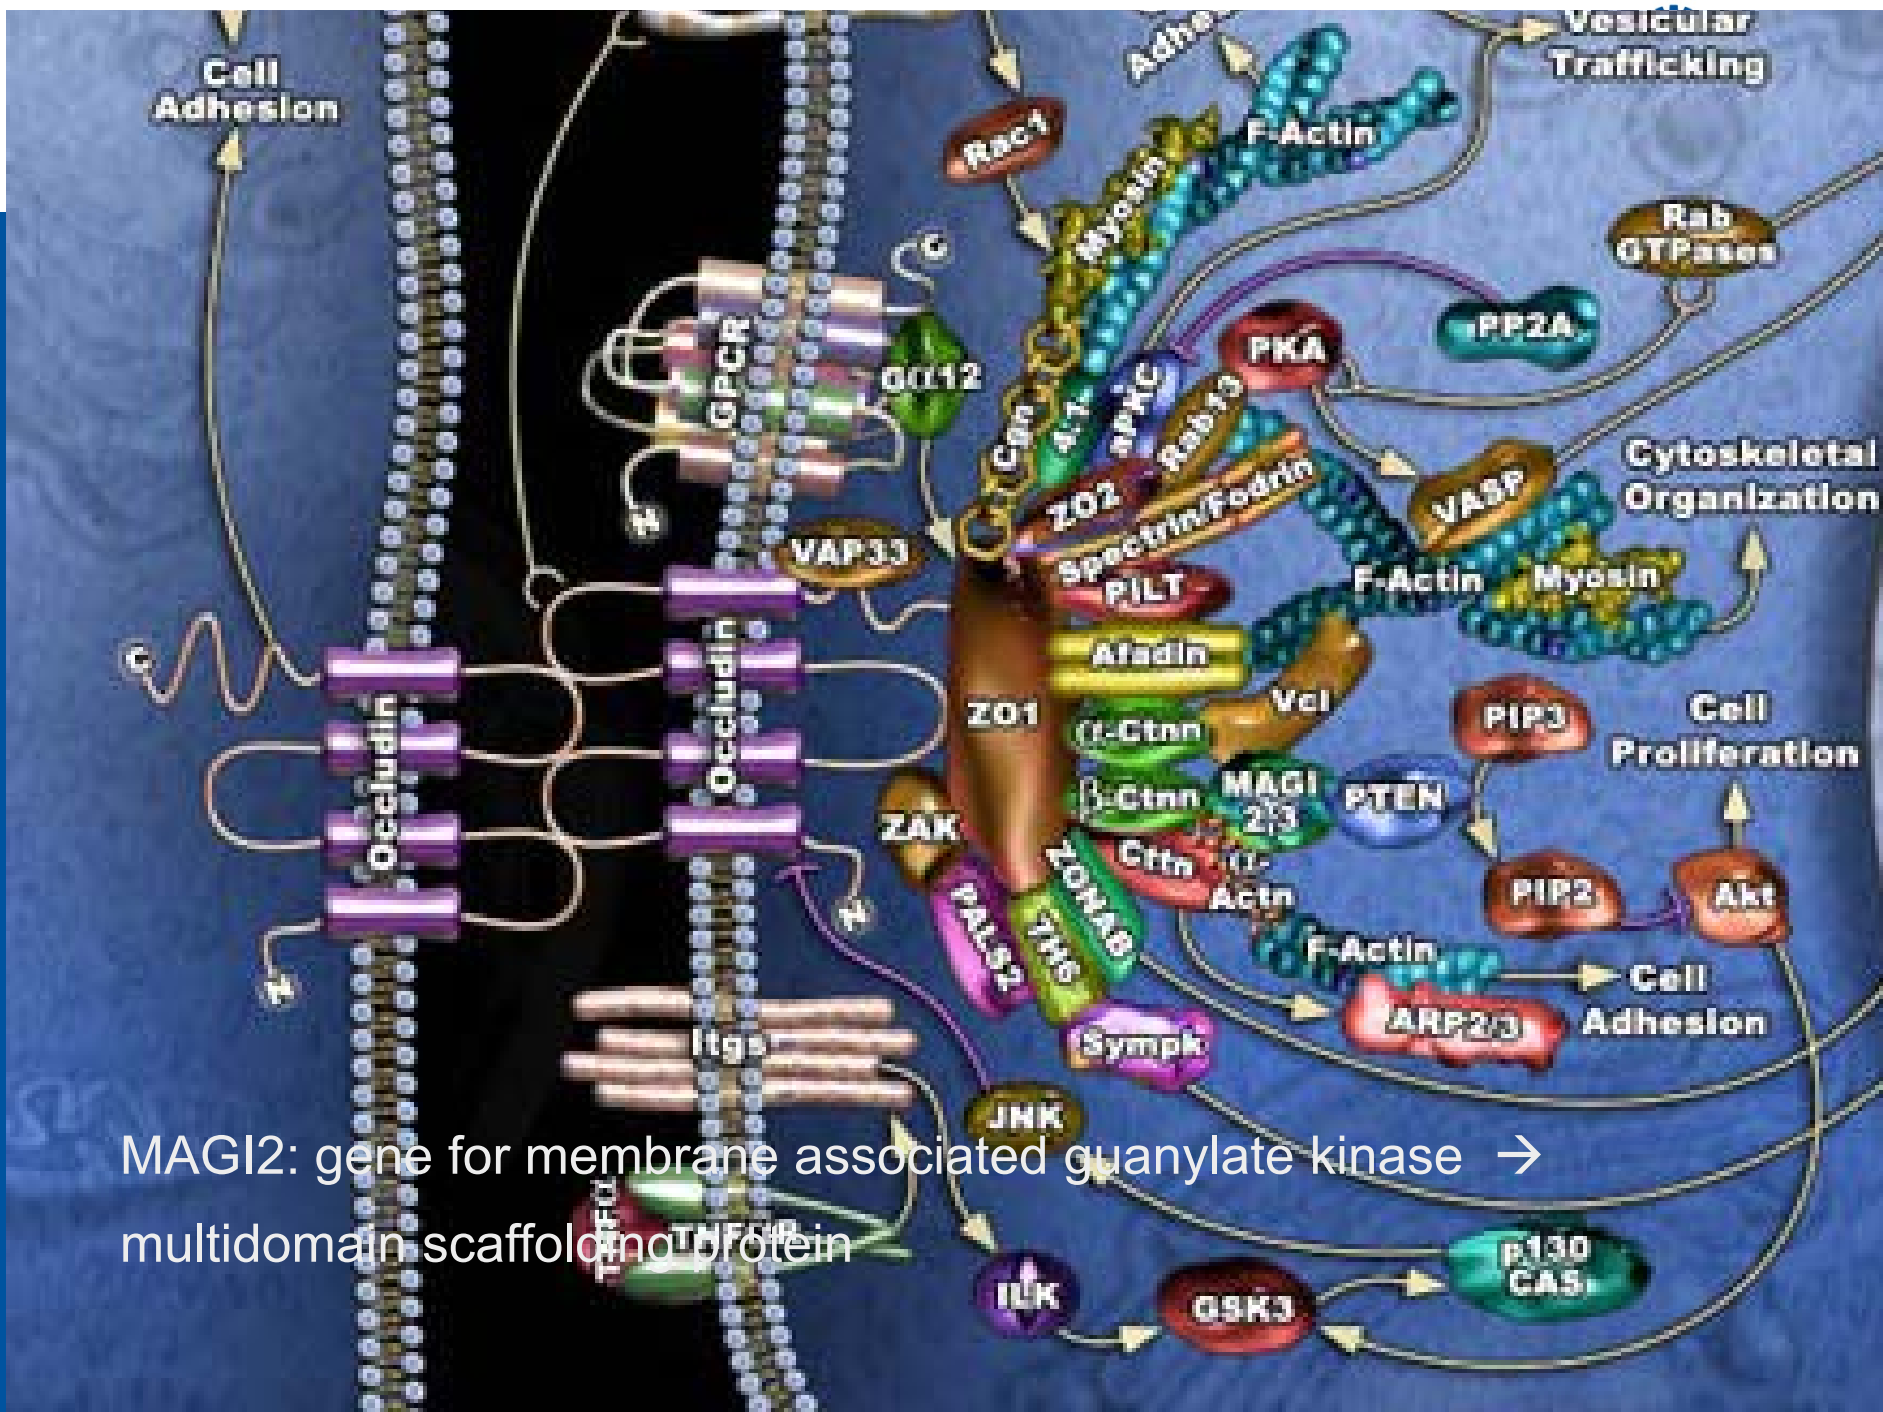 Vesicular
Trafficking
Cell
Adhesion
Rac1
F-Actin
Myosin
Rab
GTPases
C
PP2A
PKA
GPCR
Gα12
Cgn
4.1
aPKC
Rab13
Cytoskeletal
Organization
VASP
ZO2
Spectrin/Fodrin
N
VAP33
PILT
F-Actin
Myosin
C
Occludin
Occludin
Afadin
ZO1
Vcl
α-Ctnn
PIP3
Cell
Proliferation
β-Ctnn
MAGI
2/3
PTEN
ZAK
Cttn
α-
Actn
ZONAB
PALS2
TH6
PIP2
Akt
N
N
F-Actin
Cell
Adhesion
ARP2/3
Itgs
Sympk
JNK
MAGI2: gene for membrane associated guanylate kinase →
multidomain scaffolding protein
p130
CAS
ILK
GSK3